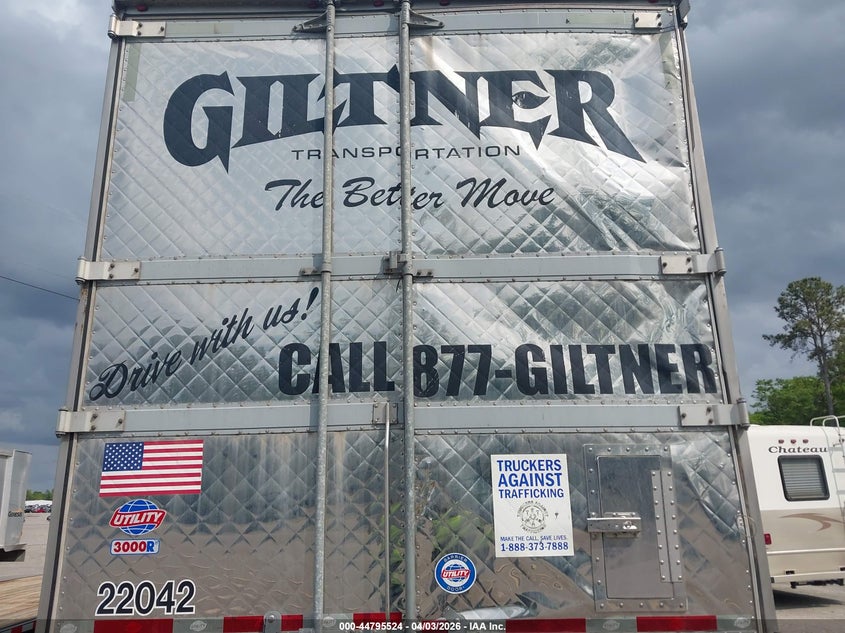 GILTNER
TRANSPORTATION
The Better Move
Drive with us!
CALL 877-GILTNER
UTILITY
3000R
22042
TRUCKERS
AGAINST
TRAFFICKING
MAKE THE CALL, SAVE LIVES.
1-888-373-7888
UTILITY
Chateau
000-44795524 - 04/03/2026 - IAA Inc.